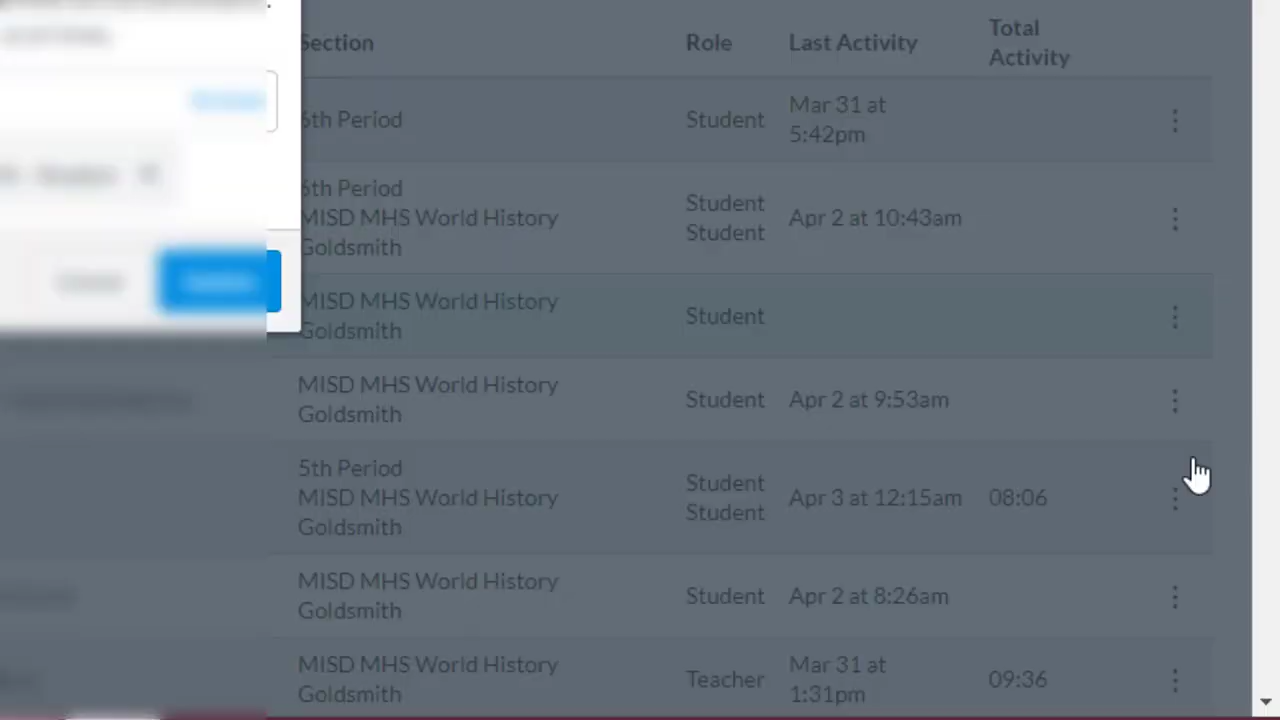 Section Role Last Activity Total Activity
6th Period Student Mar 31 at 5:42pm
6th Period
MISD MHS World History
Goldsmith
Student
Student
Apr 2 at 10:43am
MISD MHS World History
Goldsmith
Student
MISD MHS World History
Goldsmith
Student Apr 2 at 9:53am
5th Period
MISD MHS World History
Goldsmith
Student
Student
Apr 3 at 12:15am 08:06
MISD MHS World History
Goldsmith
Student Apr 2 at 8:26am
MISD MHS World History
Goldsmith
Teacher
Mar 31 at
1:31pm
09:36